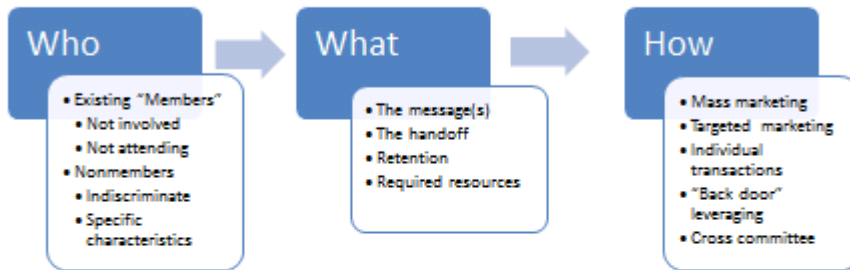 Who
• Existing "Members"
• Not involved
• Not attending
• Nonmembers
• Indiscriminate
• Specific
characteristics
What
• The message(s)
• The handoff
• Retention
• Required resources
How
• Mass marketing
• Targeted marketing
• Individual
transactions
• "Back door"
leveraging
• Cross committee